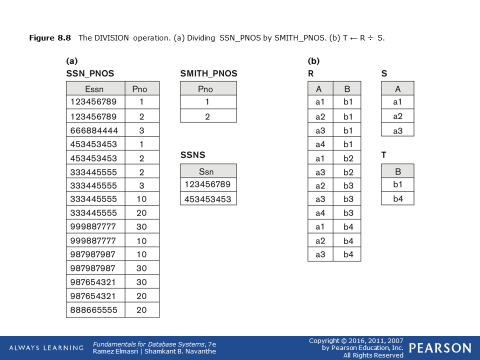 Figure 8.8 The DIVISION operation. (a) Dividing SSN_PNOS by SMITH_PNOS. (b) T ← R ÷ S.
(a)
SSN_PNOS
Essn Pno
123456789 1
123456789 2
666884444 3
453453453 1
453453453 2
333445555 2
333445555 3
333445555 10
333445555 20
999887777 30
999887777 10
987987987 10
987987987 30
987654321 30
987654321 20
888665555 20
SMITH_PNOS
Pno
1
2
SSNS
Ssn
123456789
453453453
(b)
R
A B
a1 b1
a2 b1
a3 b1
a4 b1
a1 b2
a3 b2
a2 b3
a3 b3
a4 b3
a1 b4
a2 b4
a3 b4
S
A
a1
a2
a3
T
B
b1
b4
ALWAYS LEARNING
Fundamentals for Database Systems, 7e
Ramez Elmasri | Shamkant B. Navanthe
Copyright © 2016, 2011, 2007
by Pearson Education, Inc.
All Rights Reserved
PEARSON